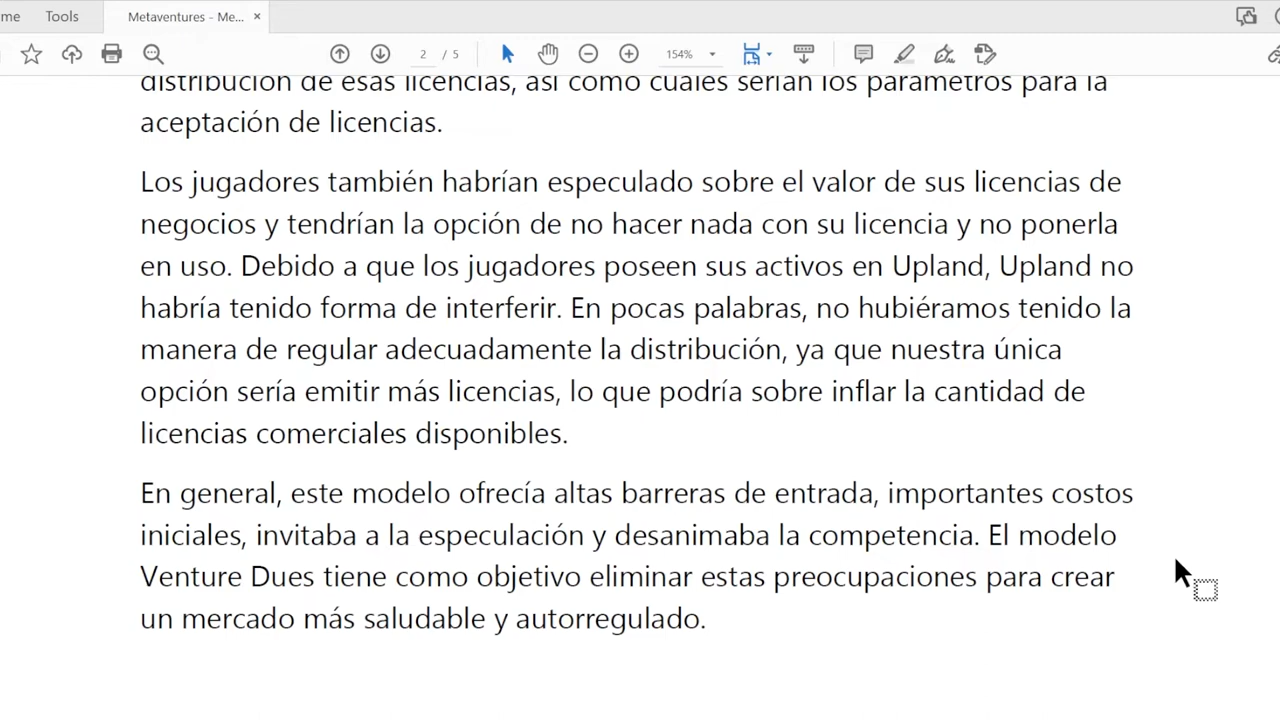 me Tools Metaventures - Me... ×
2 / 5 154%
distribución de esas licencias, así como cuáles serían los parámetros para la
aceptación de licencias.
Los jugadores también habrían especulado sobre el valor de sus licencias de
negocios y tendrían la opción de no hacer nada con su licencia y no ponerla
en uso. Debido a que los jugadores poseen sus activos en Upland, Upland no
habría tenido forma de interferir. En pocas palabras, no hubiéramos tenido la
manera de regular adecuadamente la distribución, ya que nuestra única
opción sería emitir más licencias, lo que podría sobre inflar la cantidad de
licencias comerciales disponibles.
En general, este modelo ofrecía altas barreras de entrada, importantes costos
iniciales, invitaba a la especulación y desanimaba la competencia. El modelo
Venture Dues tiene como objetivo eliminar estas preocupaciones para crear
un mercado más saludable y autorregulado.